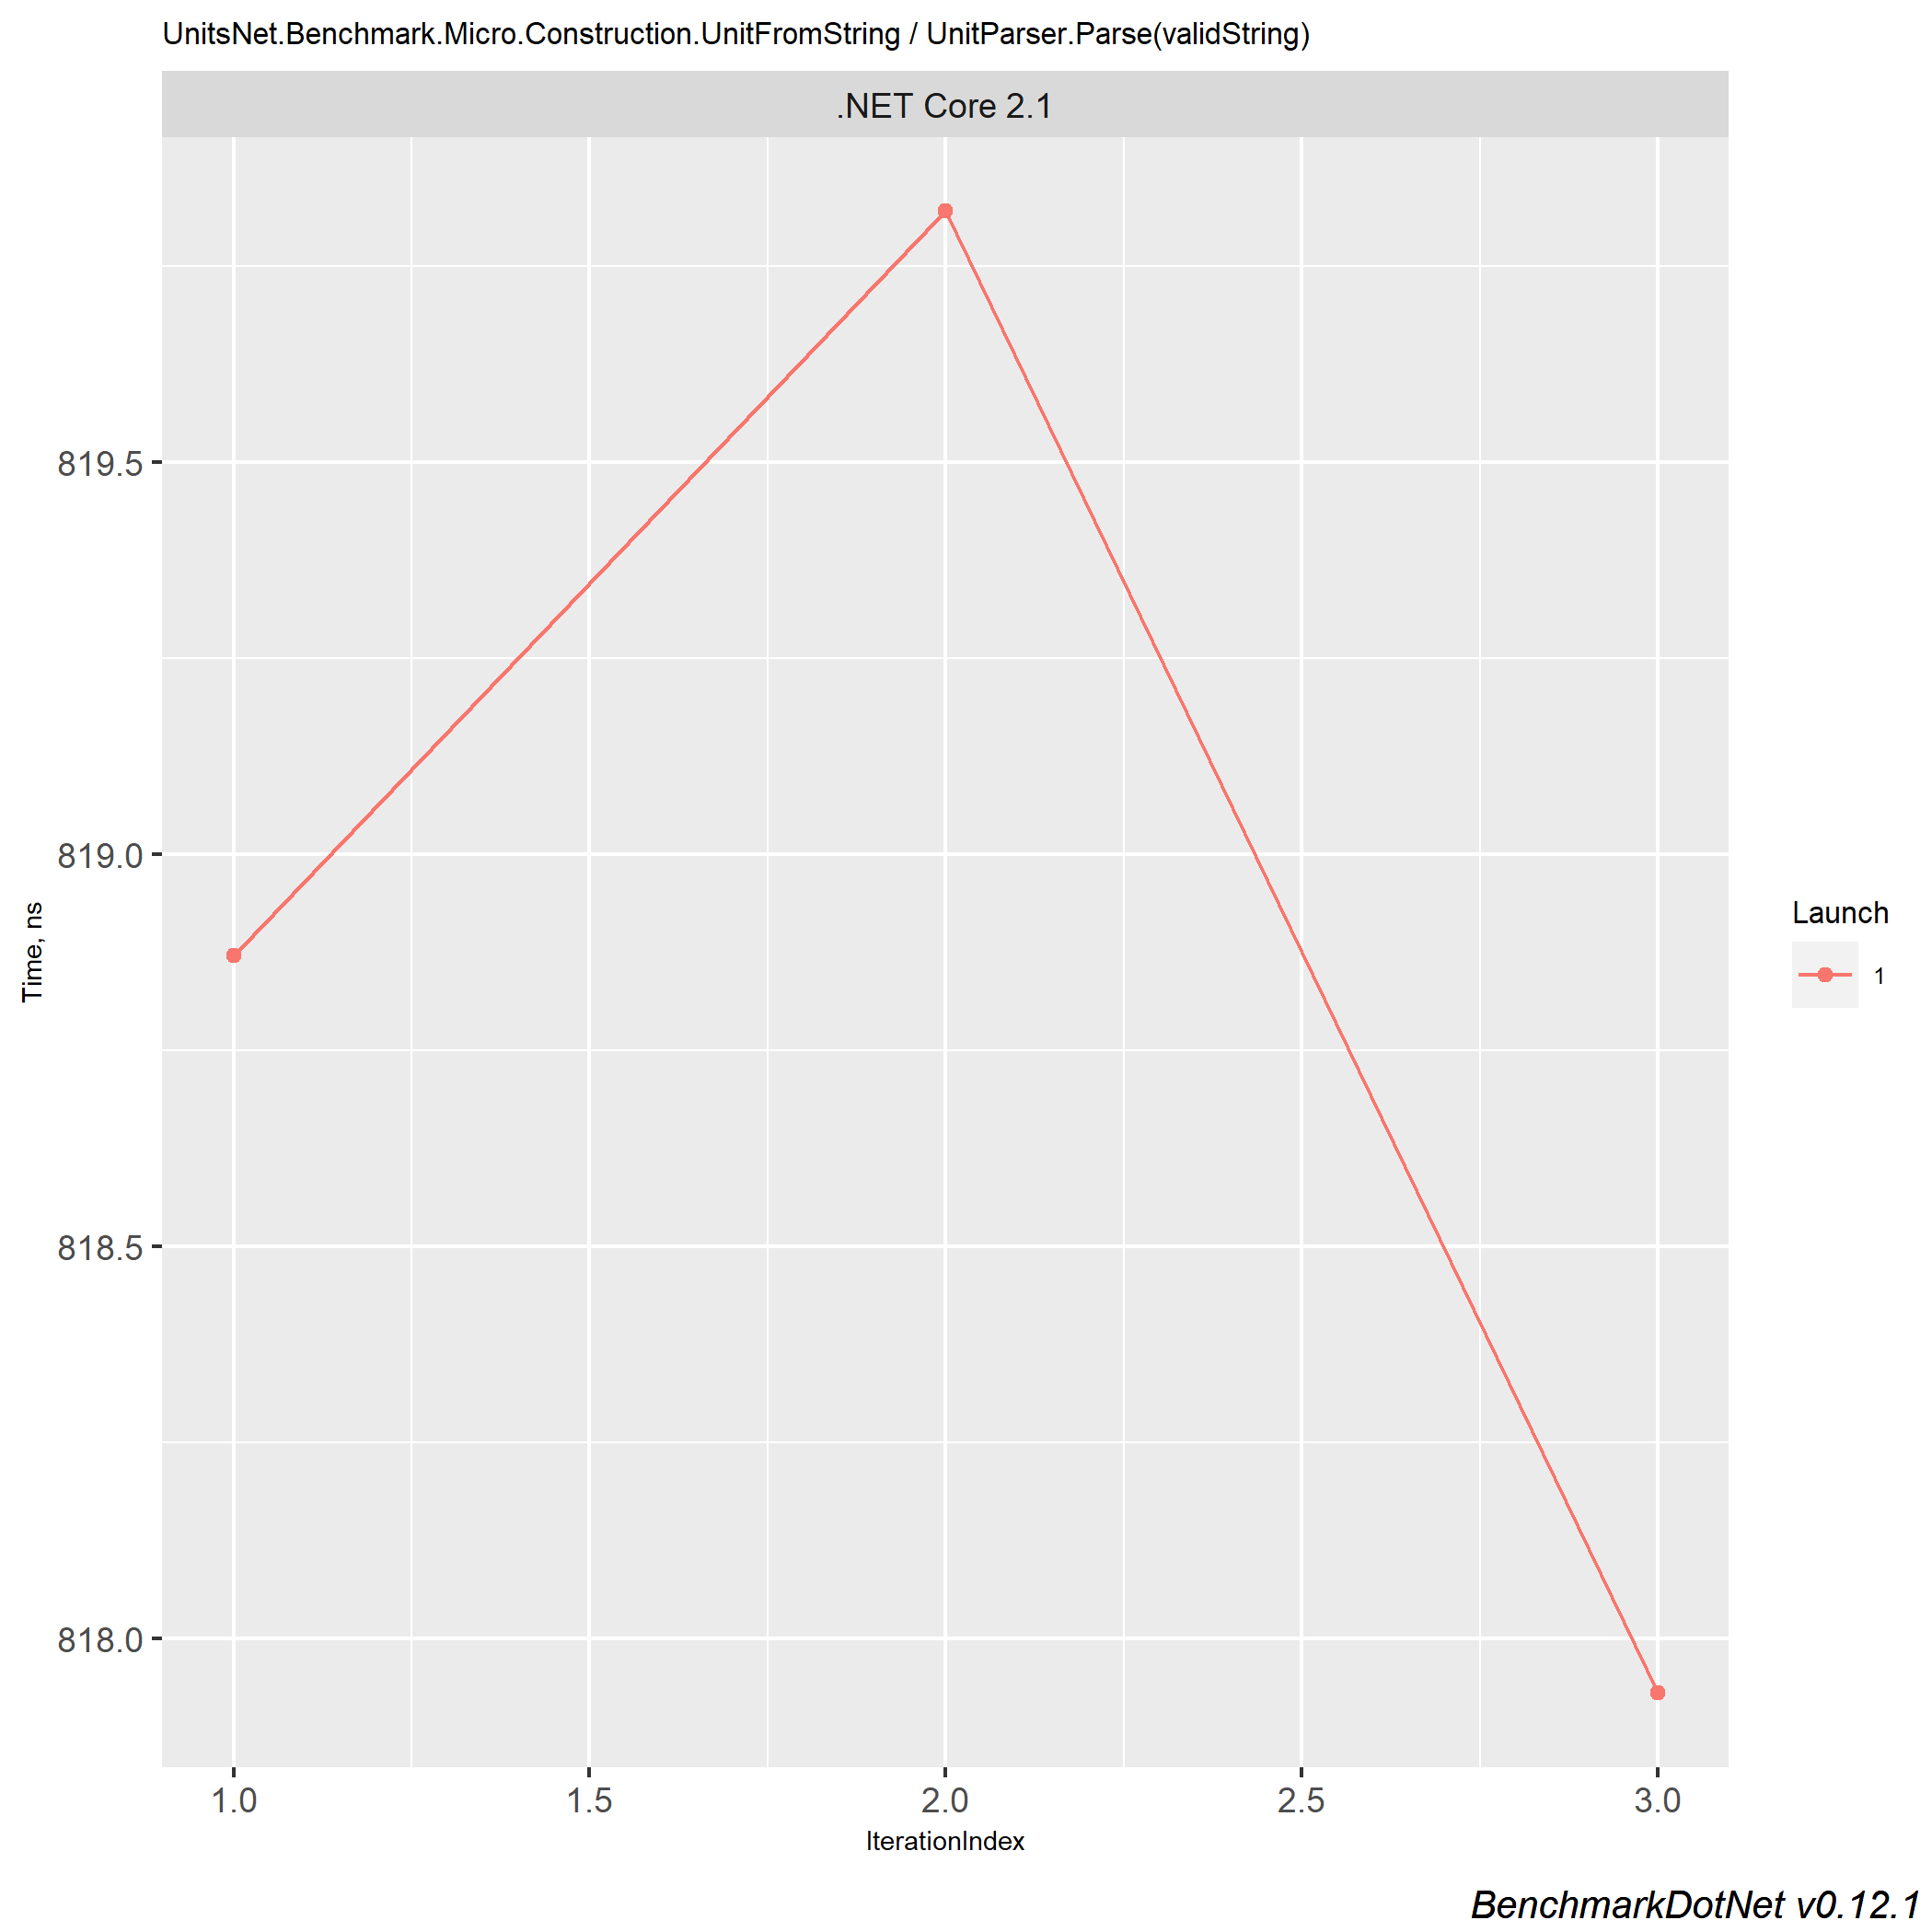 UnitsNet.Benchmark.Micro.Construction.UnitFromString / UnitParser.Parse(validString)
.NET Core 2.1
819.5
819.0
818.5
818.0
Time, ns
Launch
1
1.0 1.5 2.0 2.5 3.0
IterationIndex
BenchmarkDotNet v0.12.1